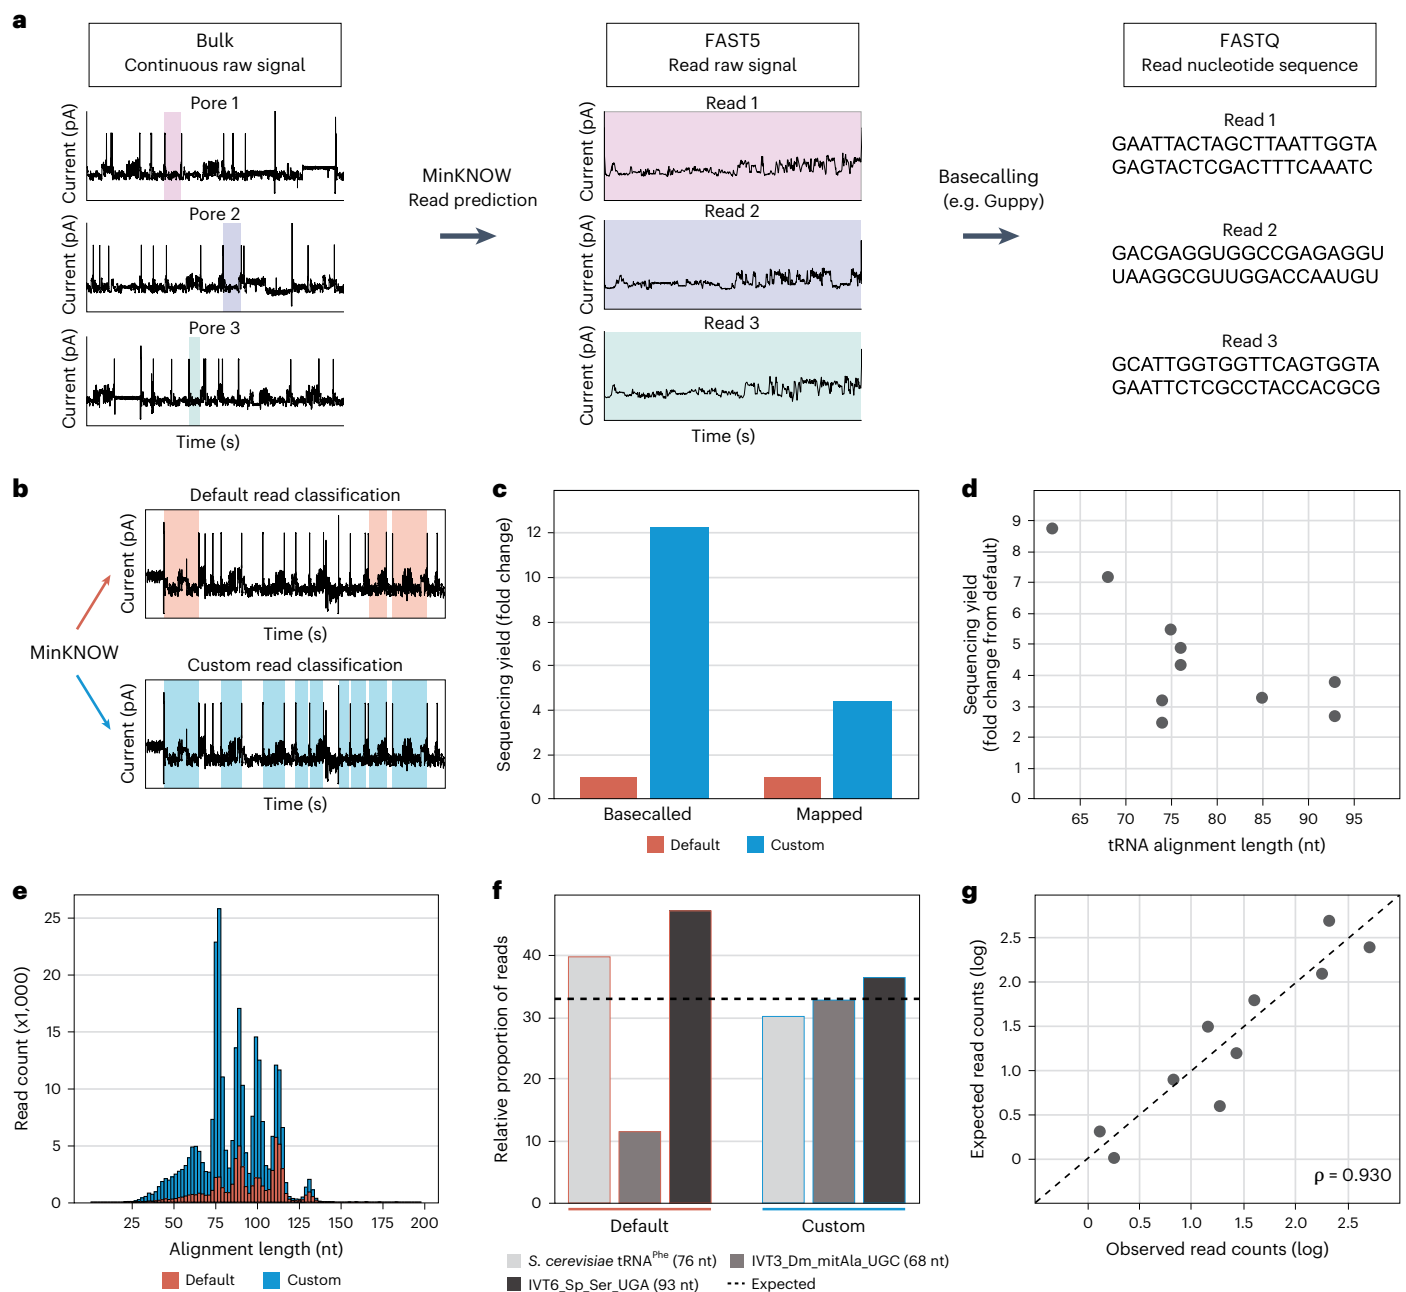 a
Bulk
Continuous raw signal
FAST5
Read raw signal
FASTQ
Read nucleotide sequence
Pore 1
Current (pA)
Pore 2
Current (pA)
Pore 3
Current (pA)
Time (s)
MinKNOW
Read prediction
Read 1
Current (pA)
Read 2
Current (pA)
Read 3
Current (pA)
Time (s)
Basecalling
(e.g. Guppy)
Read 1
GAATTACTAGCTTAATTGGTA
GAGTACTCGACTTTCAAATC
Read 2
GACGAGGUGGCCGAGAGGU
UAAGGCGUUGGACCAAUGU
Read 3
GCATTGGTGGTTCAGTGGTA
GAATTCTCGCCTACCACGCG
b
Default read classification
Current (pA)
Time (s)
MinKNOW
Custom read classification
Current (pA)
Time (s)
c
Sequencing yield (fold change)
12
10
8
6
4
2
0
Basecalled
Mapped
Default
Custom
d
Sequencing yield
(fold change from default)
9
8
7
6
5
4
3
2
1
0
65
70
75
80
85
90
95
tRNA alignment length (nt)
e
Read count (x1,000)
25
20
15
10
5
0
25
50
75
100
125
150
175
200
Alignment length (nt)
Default
Custom
f
Relative proportion of reads
40
30
20
10
0
Default
Custom
S. cerevisiae tRNAPhe (76 nt)
IVT3_Dm_mitAla_UGC (68 nt)
IVT6_Sp_Ser_UGA (93 nt)
Expected
g
Expected read counts (log)
2.5
2.0
1.5
1.0
0.5
0
ρ = 0.930
0
0.5
1.0
1.5
2.0
2.5
Observed read counts (log)